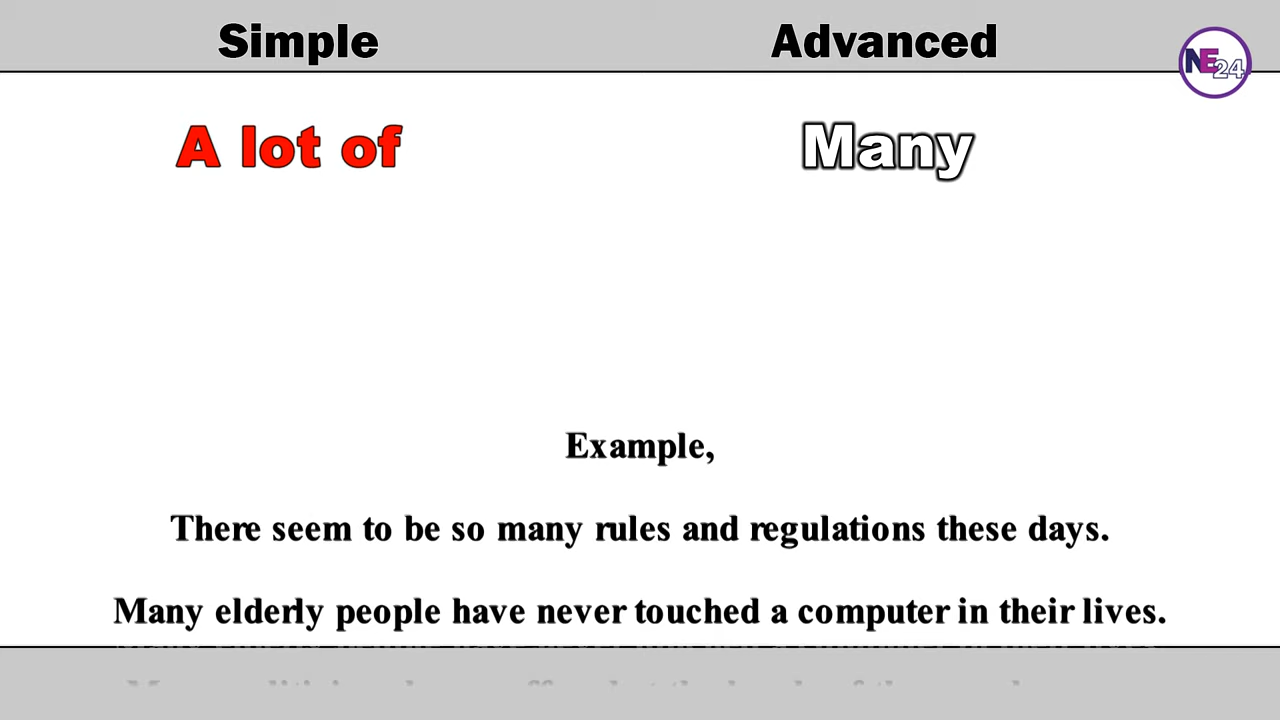 Simple Advanced
NE24
A lot of Many
Example,
There seem to be so many rules and regulations these days.
Many elderly people have never touched a computer in their lives.